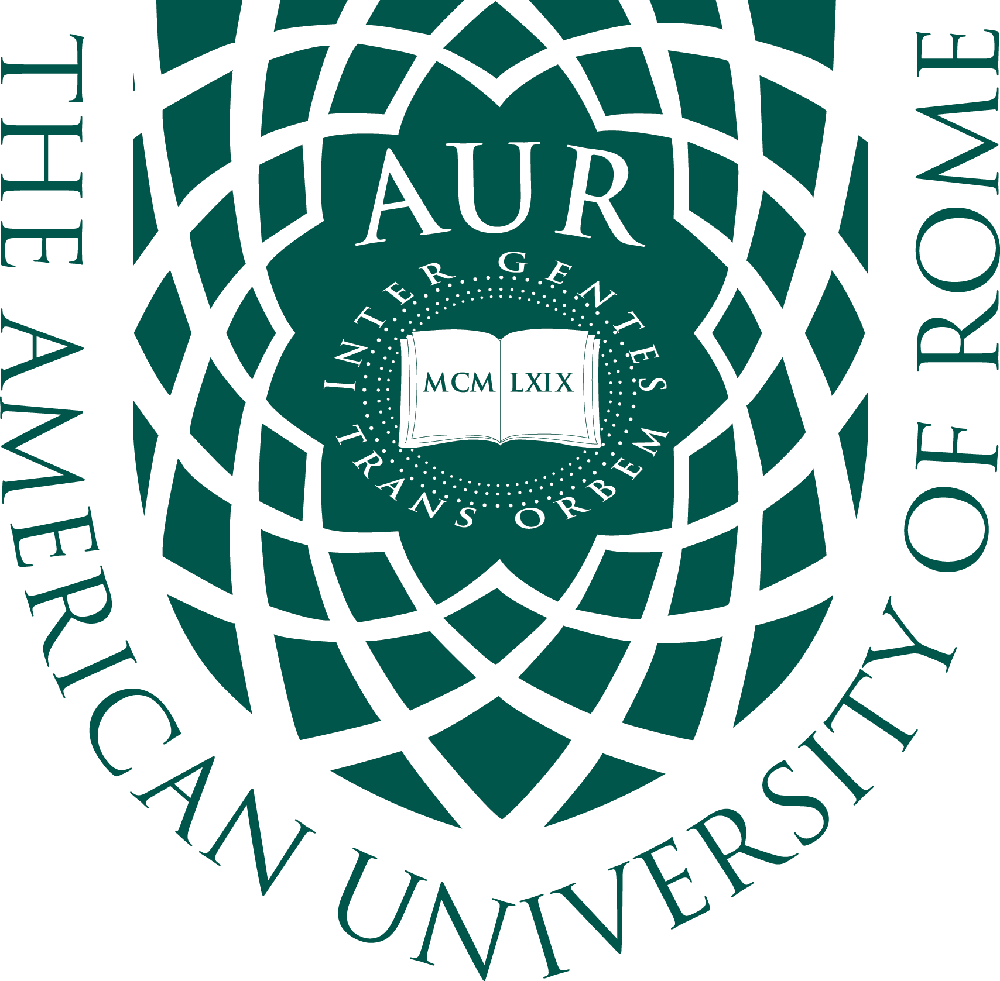 AUR
INTER GENTES
MCM LXIX
TRANS ORBEM
THE AMERICAN UNIVERSITY OF ROME